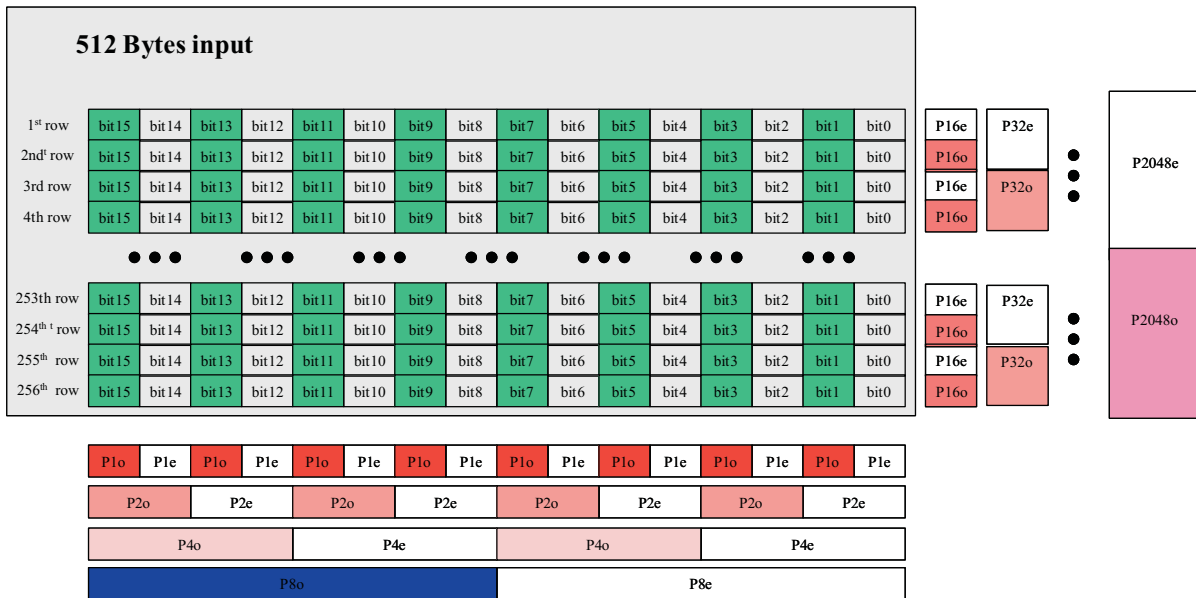 512 Bytes input
1st row bit15 bit14 bit13 bit12 bit11 bit10 bit9 bit8 bit7 bit6 bit5 bit4 bit3 bit2 bit1 bit0 P16e P32e
2ndt row bit15 bit14 bit13 bit12 bit11 bit10 bit9 bit8 bit7 bit6 bit5 bit4 bit3 bit2 bit1 bit0 P16o P2048e
3rd row bit15 bit14 bit13 bit12 bit11 bit10 bit9 bit8 bit7 bit6 bit5 bit4 bit3 bit2 bit1 bit0 P16e P32o
4th row bit15 bit14 bit13 bit12 bit11 bit10 bit9 bit8 bit7 bit6 bit5 bit4 bit3 bit2 bit1 bit0 P16o
253th row bit15 bit14 bit13 bit12 bit11 bit10 bit9 bit8 bit7 bit6 bit5 bit4 bit3 bit2 bit1 bit0 P16e P32e
254th t row bit15 bit14 bit13 bit12 bit11 bit10 bit9 bit8 bit7 bit6 bit5 bit4 bit3 bit2 bit1 bit0 P16o P2048o
255th row bit15 bit14 bit13 bit12 bit11 bit10 bit9 bit8 bit7 bit6 bit5 bit4 bit3 bit2 bit1 bit0 P16e P32o
256th row bit15 bit14 bit13 bit12 bit11 bit10 bit9 bit8 bit7 bit6 bit5 bit4 bit3 bit2 bit1 bit0 P16o
P1o P1e P1o P1e P1o P1e P1o P1e P1o P1e P1o P1e P1o P1e P1o P1e
P2o P2e P2o P2e P2o P2e P2o P2e
P4o P4e P4o P4e
P8o P8e